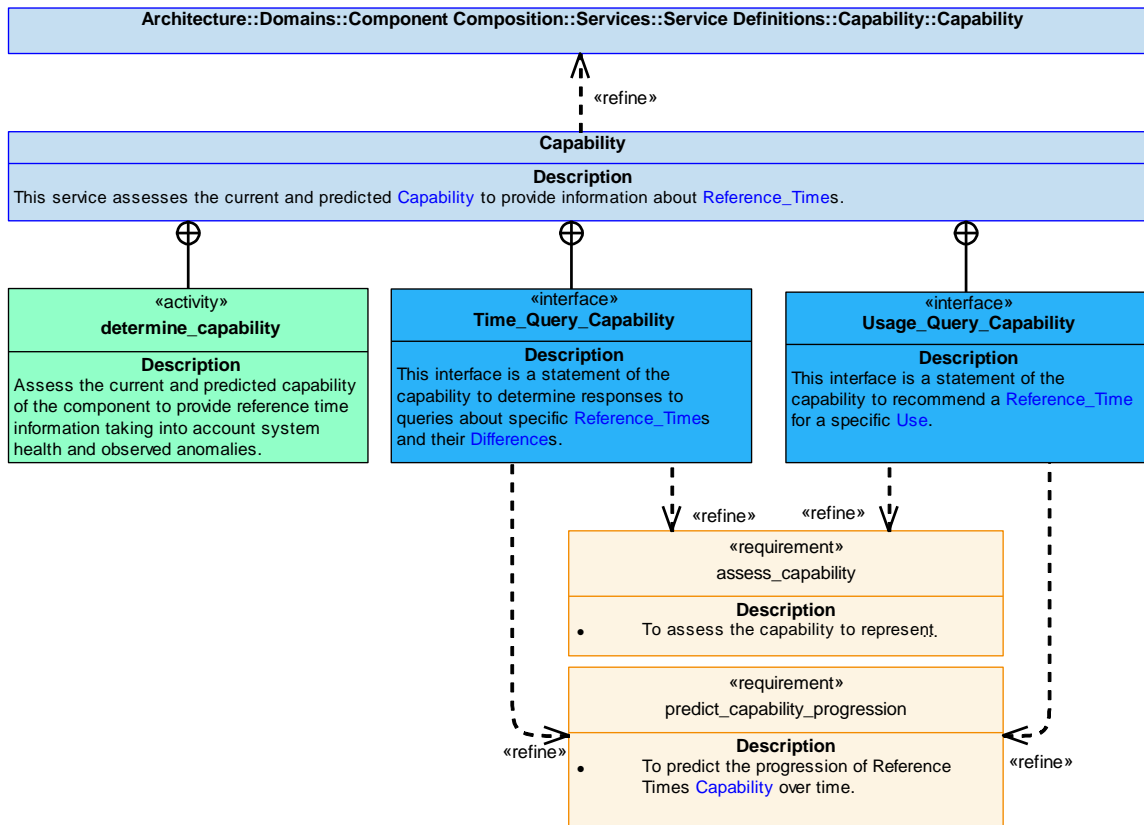 Architecture::Domains::Component Composition::Services::Service Definitions::Capability::Capability
«refine»
Capability
Description
This service assesses the current and predicted Capability to provide information about Reference_Times.
«activity»
determine_capability
Description
Assess the current and predicted capability
of the component to provide reference time
information taking into account system
health and observed anomalies.
«interface»
Time_Query_Capability
Description
This interface is a statement of the
capability to determine responses to
queries about specific Reference_Times
and their Differences.
«interface»
Usage_Query_Capability
Description
This interface is a statement of the
capability to recommend a Reference_Time
for a specific Use.
«refine»
«refine»
«requirement»
assess_capability
Description
• To assess the capability to represent.
«requirement»
predict_capability_progression
«refine»
«refine»
Description
• To predict the progression of Reference
Times Capability over time.